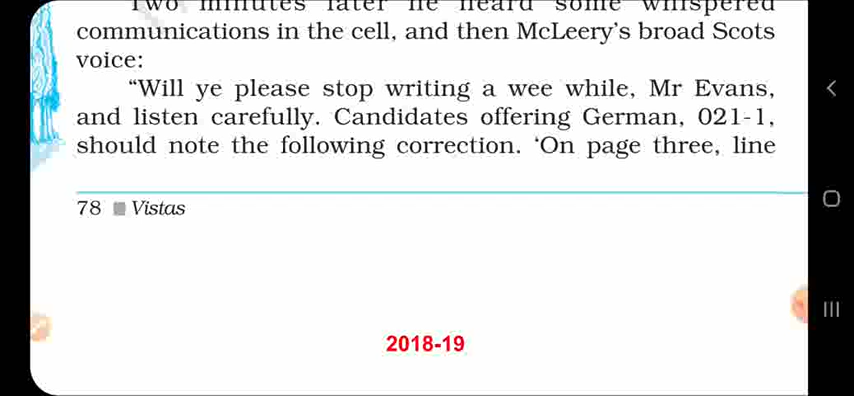 Two minutes later he heard some whispered
communications in the cell, and then McLeery’s broad Scots
voice:
“Will ye please stop writing a wee while, Mr Evans,
and listen carefully. Candidates offering German, 021-1,
should note the following correction. ‘On page three, line
78 ■ Vistas
2018-19